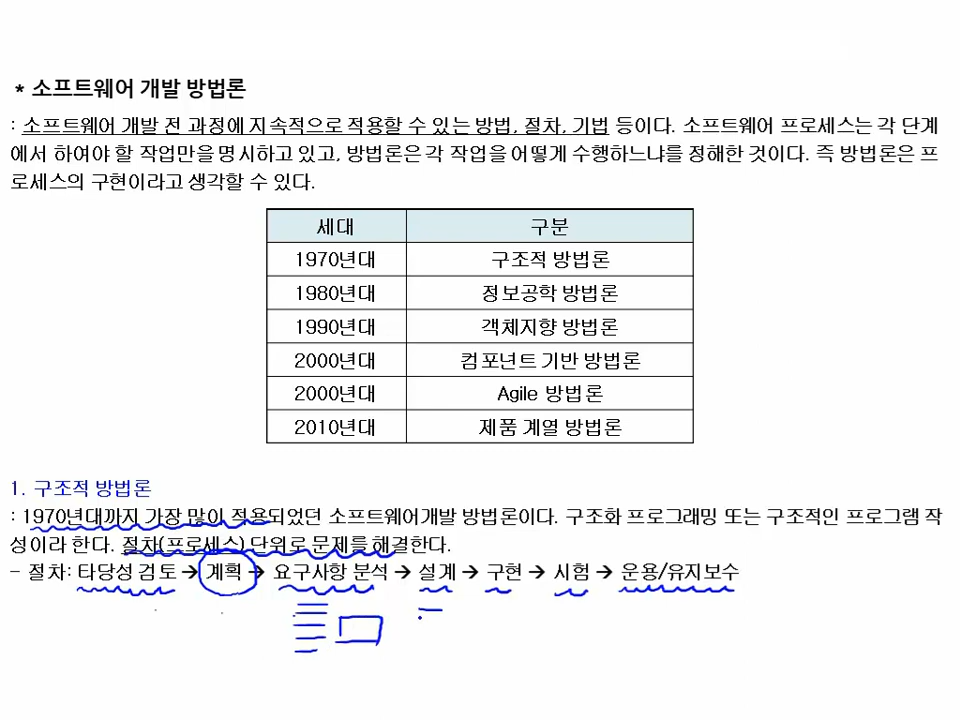 * 소프트웨어 개발 방법론
: 소프트웨어 개발 전 과정에 지속적으로 적용할 수 있는 방법, 절차, 기법 등이다. 소프트웨어 프로세스는 각 단계
에서 하여야 할 작업만을 명시하고 있고, 방법론은 각 작업을 어떻게 수행하느냐를 정해한 것이다. 즉 방법론은 프
로세스의 구현이라고 생각할 수 있다.
세대 구분
1970년대 구조적 방법론
1980년대 정보공학 방법론
1990년대 객체지향 방법론
2000년대 컴포넌트 기반 방법론
2000년대 Agile 방법론
2010년대 제품 계열 방법론
1. 구조적 방법론
: 1970년대까지 가장 많이 적용되었던 소프트웨어개발 방법론이다. 구조화 프로그래밍 또는 구조적인 프로그램 작
성이라 한다. 절차(프로세스) 단위로 문제를 해결한다.
- 절차: 타당성 검토 → 계획 → 요구사항 분석 → 설계 → 구현 → 시험 → 운용/유지보수